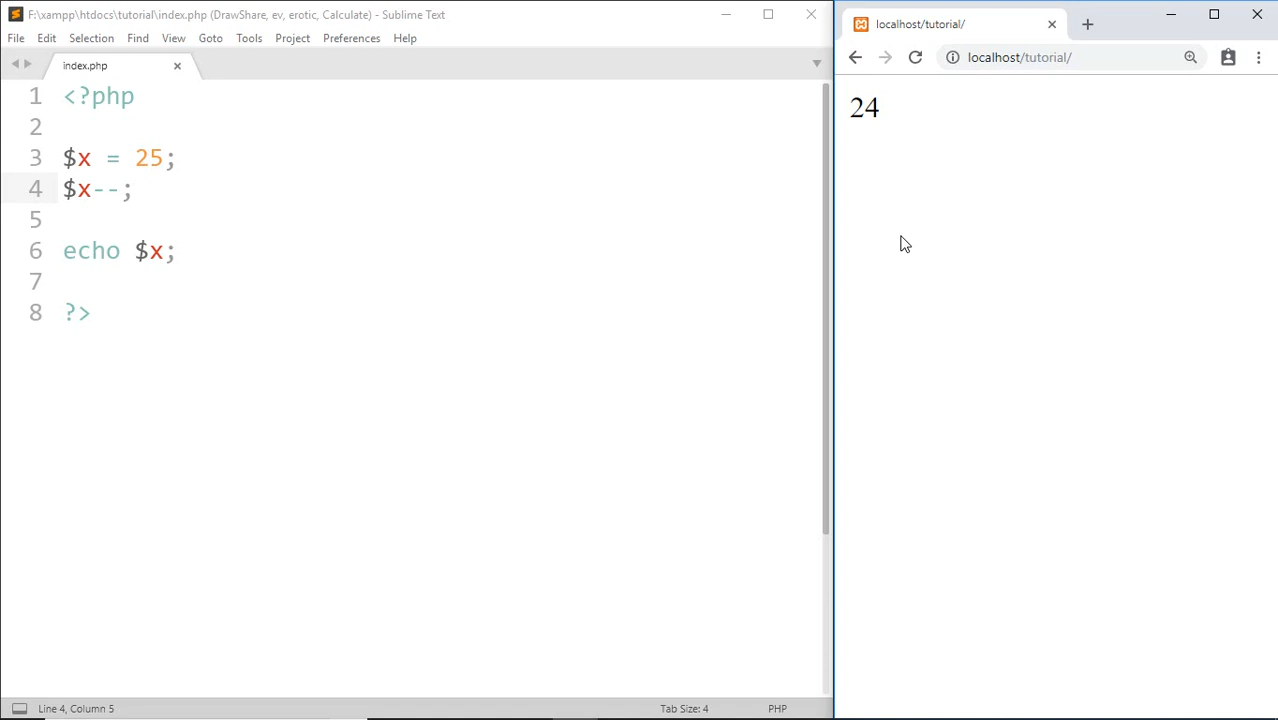 F:\xampp\htdocs\tutorial\index.php (DrawShare, ev, erotic, Calculate) - Sublime Text
File Edit Selection Find View Goto Tools Project Preferences Help
index.php
1 <?php
2
3 $x = 25;
4 $x--;
5
6 echo $x;
7
8 ?>
Line 4, Column 5
Tab Size: 4
PHP
localhost/tutorial/
localhost/tutorial/
24